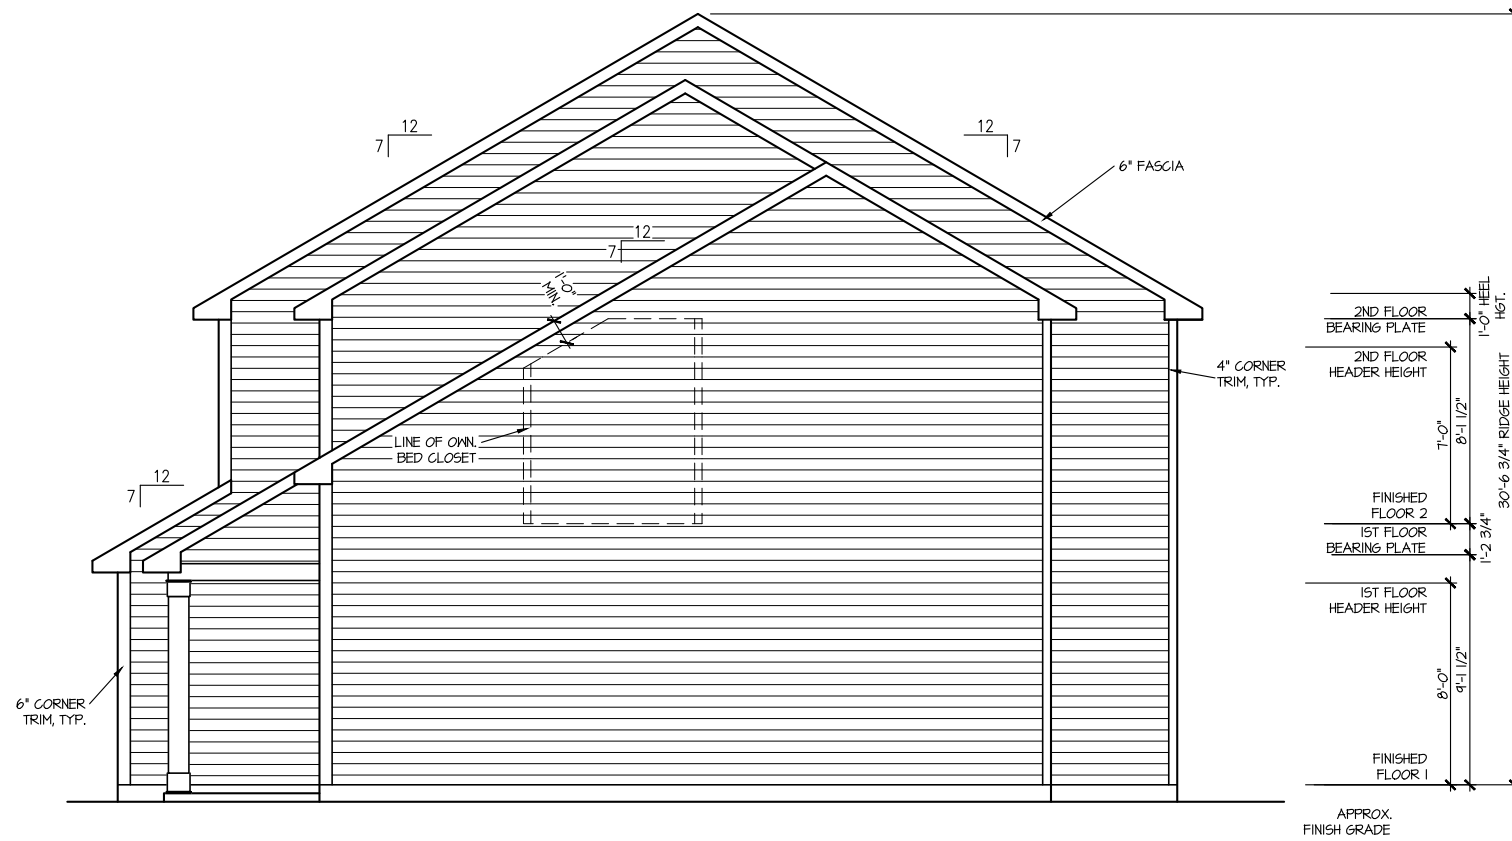 12
7
12
7
6" FASCIA
12
7
1'-0"
MIN.
1'-0" HEEL
HGT.
2ND FLOOR
BEARING PLATE
2ND FLOOR
HEADER HEIGHT
4" CORNER
TRIM, TYP.
7'-0"
8'-1 1/2"
30'-6 3/4" RIDGE HEIGHT
LINE OF OWN.
BED CLOSET
12
7
FINISHED
FLOOR 2
1ST FLOOR
BEARING PLATE
1'-2 3/4"
1ST FLOOR
HEADER HEIGHT
8'-0"
9'-1 1/2"
6" CORNER
TRIM, TYP.
FINISHED
FLOOR 1
APPROX.
FINISH GRADE